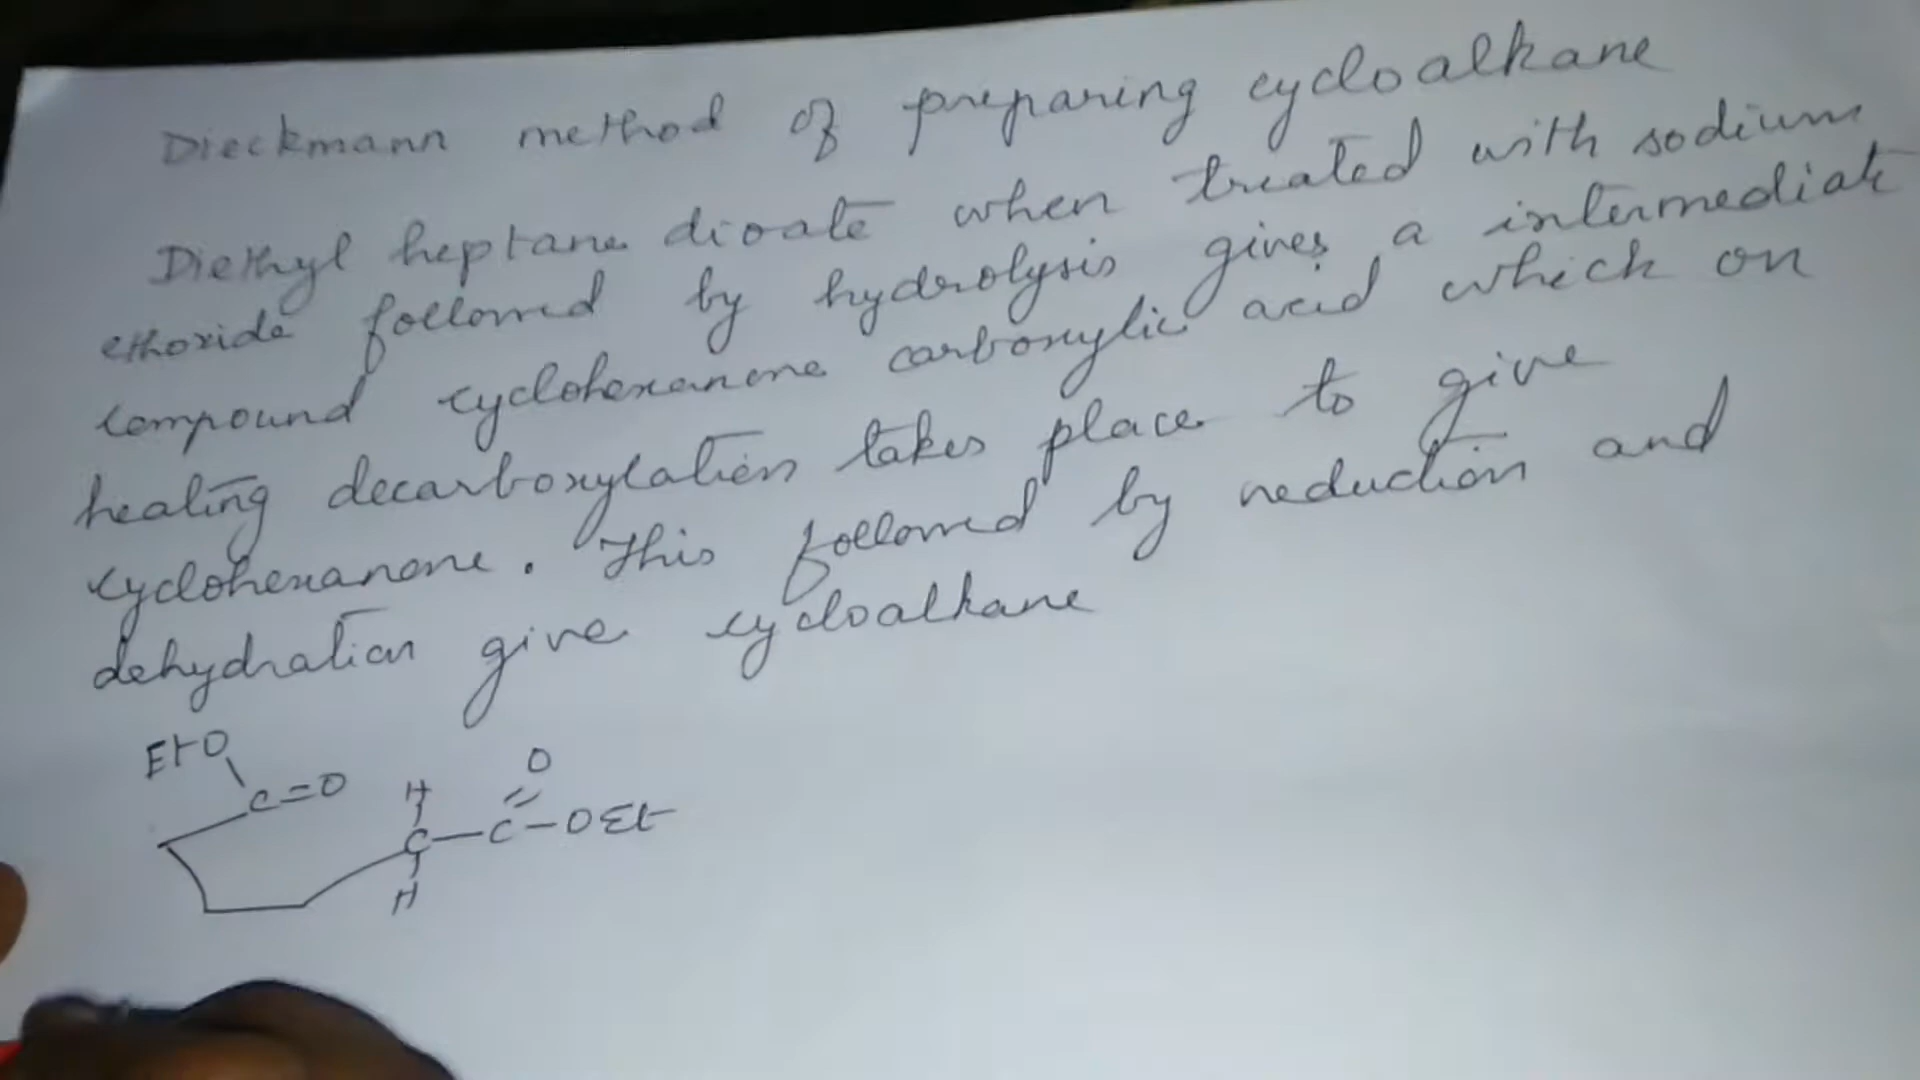 Dieckmann method of preparing cycloalkane
Diethyl heptane dioate when treated with sodium
ethoxide followed by hydrolysis gives a intermediate
compound cyclohexanone carboxylic acid which on
heating decarboxylation takes place to give
cyclohexanone. This followed by reduction and
dehydration give cycloalkane
EtO
O
C=O H
C-C-OEt
H